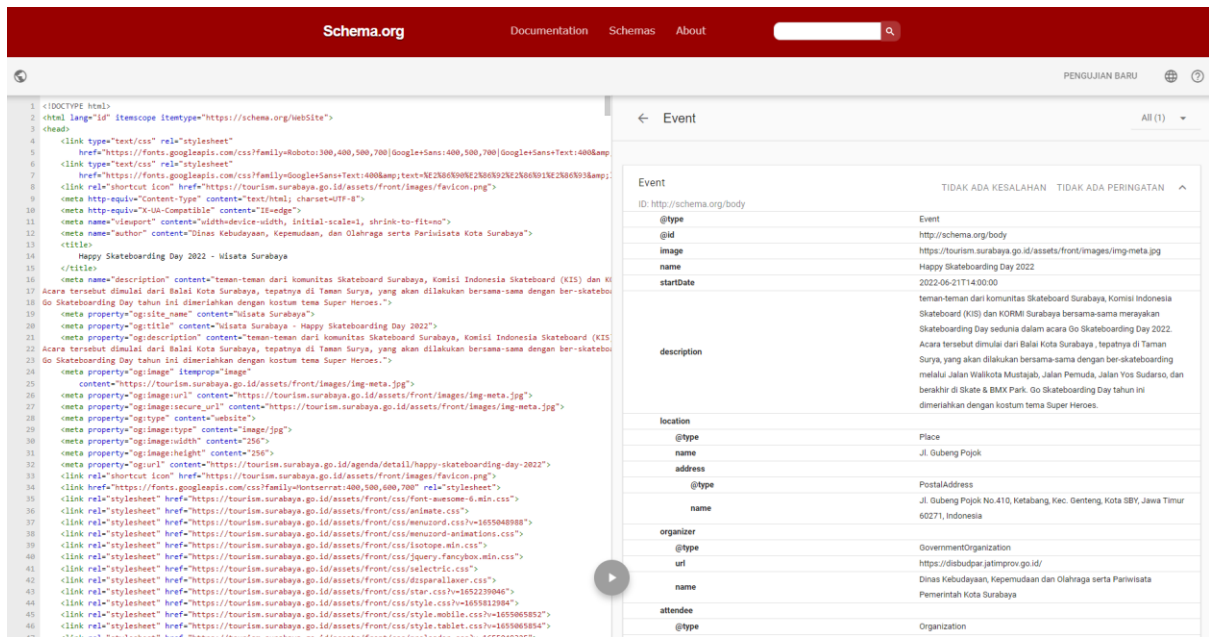 Schema.org
Documentation Schemas About
PENGUJIAN BARU
1 <!DOCTYPE html>
2 <html lang="id" itemscope itemtype="https://schema.org/WebSite">
3 <head>
4 <link type="text/css" rel="stylesheet"
5 href="https://fonts.googleapis.com/css?family=Roboto:300,400,500,700|Google+Sans:400,500,700|Google+Sans+Text:400&amp;
6 <link type="text/css" rel="stylesheet"
7 href="https://fonts.googleapis.com/css?family=Google+Sans+Text:400&amp;text=%E2%86%90%E2%86%92%E2%86%91%E2%86%93&amp;
8 <link rel="shortcut icon" href="https://tourism.surabaya.go.id/assets/front/images/favicon.png">
9 <meta http-equiv="Content-Type" content="text/html; charset=UTF-8">
10 <meta http-equiv="X-UA-Compatible" content="IE=edge">
11 <meta name="viewport" content="width=device-width, initial-scale=1, shrink-to-fit=no">
12 <meta name="author" content="Dinas Kebudayaan, Kepemudaan, dan Olahraga serta Pariwisata Kota Surabaya">
13 <title>
14 Happy Skateboarding Day 2022 - Wisata Surabaya
15 </title>
16 <meta name="description" content="teman-teman dari komunitas Skateboard Surabaya, Komisi Indonesia Skateboard (KIS) dan KO
17 Acara tersebut dimulai dari Balai Kota Surabaya, tepatnya di Taman Surya, yang akan dilakukan bersama-sama dengan ber-skateboa
18 Go Skateboarding Day tahun ini dimeriahkan dengan kostum tema Super Heroes.">
19 <meta property="og:site_name" content="Wisata Surabaya">
20 <meta property="og:title" content="Wisata Surabaya - Happy Skateboarding Day 2022">
21 <meta property="og:description" content="teman-teman dari komunitas Skateboard Surabaya, Komisi Indonesia Skateboard (KIS
22 Acara tersebut dimulai dari Balai Kota Surabaya, tepatnya di Taman Surya, yang akan dilakukan bersama-sama dengan ber-skateboa
23 Go Skateboarding Day tahun ini dimeriahkan dengan kostum tema Super Heroes.">
24 <meta property="og:image" itemprop="image"
25 content="https://tourism.surabaya.go.id/assets/front/images/img-meta.jpg">
26 <meta property="og:image:url" content="https://tourism.surabaya.go.id/assets/front/images/img-meta.jpg">
27 <meta property="og:image:secure_url" content="https://tourism.surabaya.go.id/assets/front/images/img-meta.jpg">
28 <meta property="og:type" content="website">
29 <meta property="og:image:type" content="image/jpg">
30 <meta property="og:image:width" content="256">
31 <meta property="og:image:height" content="256">
32 <meta property="og:url" content="https://tourism.surabaya.go.id/agenda/detail/happy-skateboarding-day-2022">
33 <link rel="shortcut icon" href="https://tourism.surabaya.go.id/assets/front/images/favicon.png">
34 <link href="https://fonts.googleapis.com/css?family=Montserrat:400,500,600,700" rel="stylesheet">
35 <link rel="stylesheet" href="https://tourism.surabaya.go.id/assets/front/css/font-awesome-6.min.css">
36 <link rel="stylesheet" href="https://tourism.surabaya.go.id/assets/front/css/animate.css">
37 <link rel="stylesheet" href="https://tourism.surabaya.go.id/assets/front/css/menuzord.css?v=1655048988">
38 <link rel="stylesheet" href="https://tourism.surabaya.go.id/assets/front/css/menuzord-animations.css">
39 <link rel="stylesheet" href="https://tourism.surabaya.go.id/assets/front/css/isotope.min.css">
40 <link rel="stylesheet" href="https://tourism.surabaya.go.id/assets/front/css/jquery.fancybox.min.css">
41 <link rel="stylesheet" href="https://tourism.surabaya.go.id/assets/front/css/selectric.css">
42 <link rel="stylesheet" href="https://tourism.surabaya.go.id/assets/front/css/dzsparallaxer.css">
43 <link rel="stylesheet" href="https://tourism.surabaya.go.id/assets/front/css/star.css?v=1652239046">
44 <link rel="stylesheet" href="https://tourism.surabaya.go.id/assets/front/css/style.css?v=1655812984">
45 <link rel="stylesheet" href="https://tourism.surabaya.go.id/assets/front/css/style.mobile.css?v=1655065852">
46 <link rel="stylesheet" href="https://tourism.surabaya.go.id/assets/front/css/style.tablet.css?v=1655065854">
Event
All (1)
Event
TIDAK ADA KESALAHAN TIDAK ADA PERINGATAN
ID: http://schema.org/body
@type Event
@id http://schema.org/body
image https://tourism.surabaya.go.id/assets/front/images/img-meta.jpg
name Happy Skateboarding Day 2022
startDate 2022-06-21T14:00:00
description teman-teman dari komunitas Skateboard Surabaya, Komisi Indonesia
Skateboard (KIS) dan KORMI Surabaya bersama-sama merayakan
Skateboarding Day sedunia dalam acara Go Skateboarding Day 2022.
Acara tersebut dimulai dari Balai Kota Surabaya , tepatnya di Taman
Surya, yang akan dilakukan bersama-sama dengan ber-skateboarding
melalui Jalan Walikota Mustajab, Jalan Pemuda, Jalan Yos Sudarso, dan
berakhir di Skate & BMX Park. Go Skateboarding Day tahun ini
dimeriahkan dengan kostum tema Super Heroes.
location
@type Place
name Jl. Gubeng Pojok
address
@type PostalAddress
name Jl. Gubeng Pojok No.410, Ketabang, Kec. Genteng, Kota SBY, Jawa Timur
60271, Indonesia
organizer
@type GovernmentOrganization
url https://disbudpar.jatimprov.go.id/
name Dinas Kebudayaan, Kepemudaan dan Olahraga serta Pariwisata
Pemerintah Kota Surabaya
attendee
@type Organization